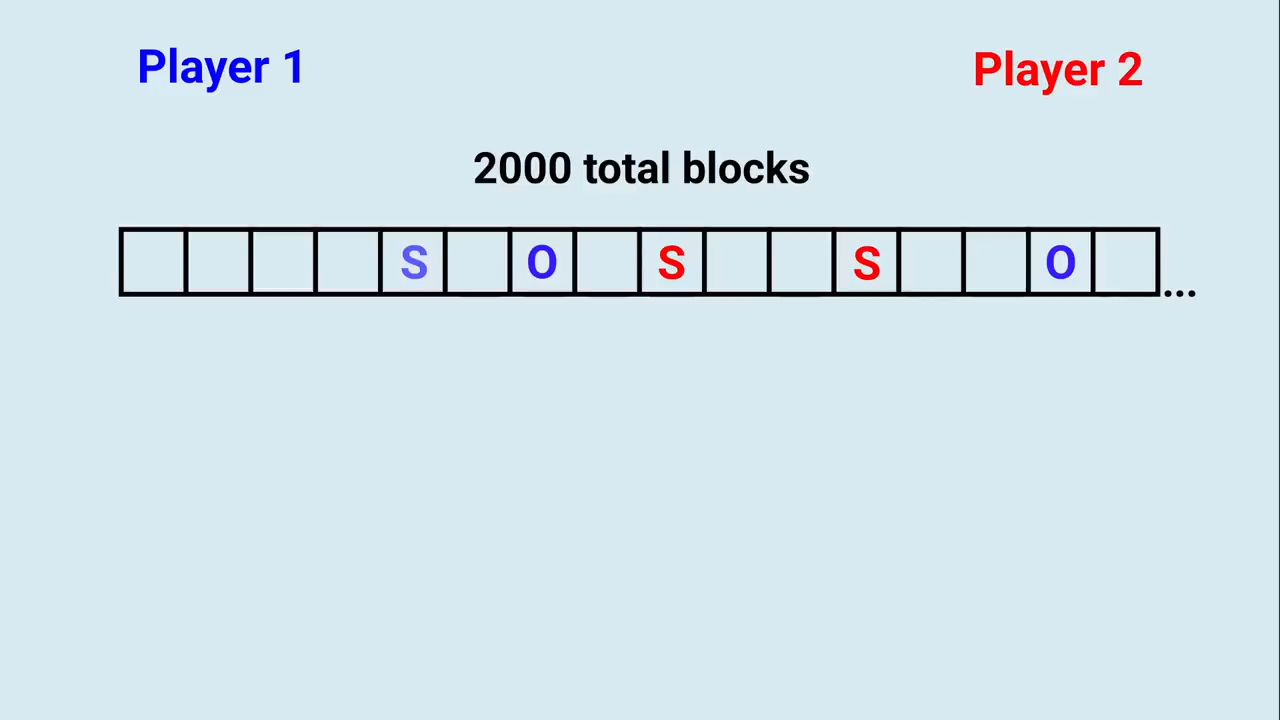 Player 1 Player 2
2000 total blocks
S O S S O ...